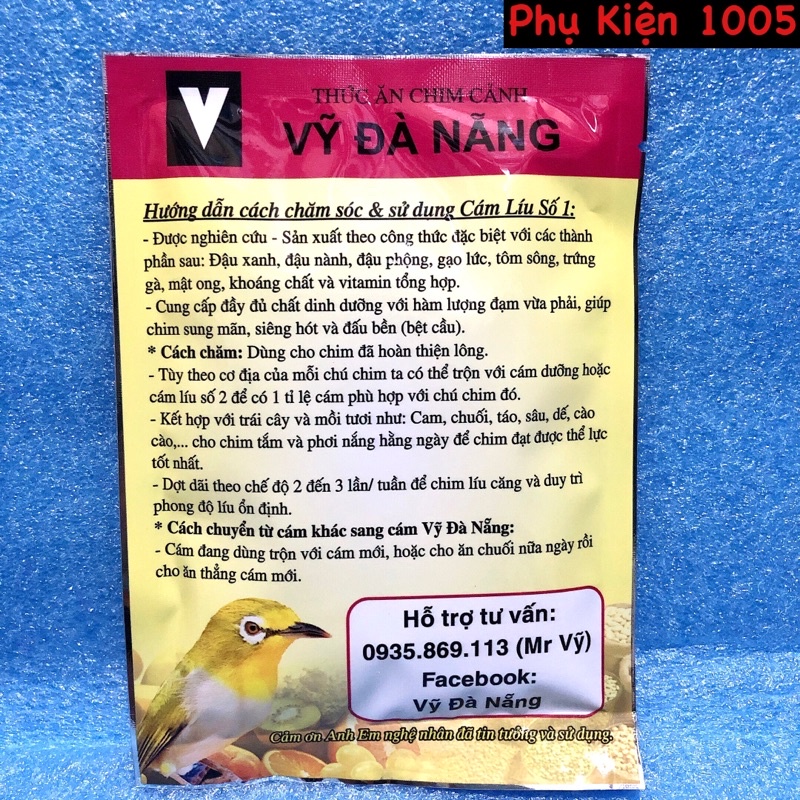 Phụ Kiện 1005
V
THỨC ĂN CHIM CẢNH
VỸ ĐÀ NẴNG
Hướng dẫn cách chăm sóc & sử dụng Cám Líu Số 1:
- Được nghiên cứu - Sản xuất theo công thức đặc biệt với các thành
phần sau: Đậu xanh, đậu nành, đậu phộng, gạo lức, tôm sông, trứng
gà, mật ong, khoáng chất và vitamin tổng hợp.
- Cung cấp đầy đủ chất dinh dưỡng với hàm lượng đạm vừa phải, giúp
chim sung mãn, siêng hót và đấu bền (bệt cầu).
* Cách chăm: Dùng cho chim đã hoàn thiện lông.
- Tùy theo cơ địa của mỗi chú chim ta có thể trộn với cám dưỡng hoặc
cám líu số 2 để có 1 tỉ lệ cám phù hợp với chú chim đó.
- Kết hợp với trái cây và mồi tươi như: Cam, chuối, táo, sâu, dế, cào
cào,... cho chim tắm và phơi nắng hằng ngày để chim đạt được thể lực
tốt nhất.
- Dợt dãi theo chế độ 2 đến 3 lần/ tuần để chim líu căng và duy trì
phong độ líu ổn định.
* Cách chuyển từ cám khác sang cám Vỹ Đà Nẵng:
- Cám đang dùng trộn với cám mới, hoặc cho ăn chuối nữa ngày rồi
cho ăn thẳng cám mới.
Hỗ trợ tư vấn:
0935.869.113 (Mr Vỹ)
Facebook:
Vỹ Đà Nẵng
Cảm ơn Anh Em nghệ nhân đã tin tưởng và sử dụng.